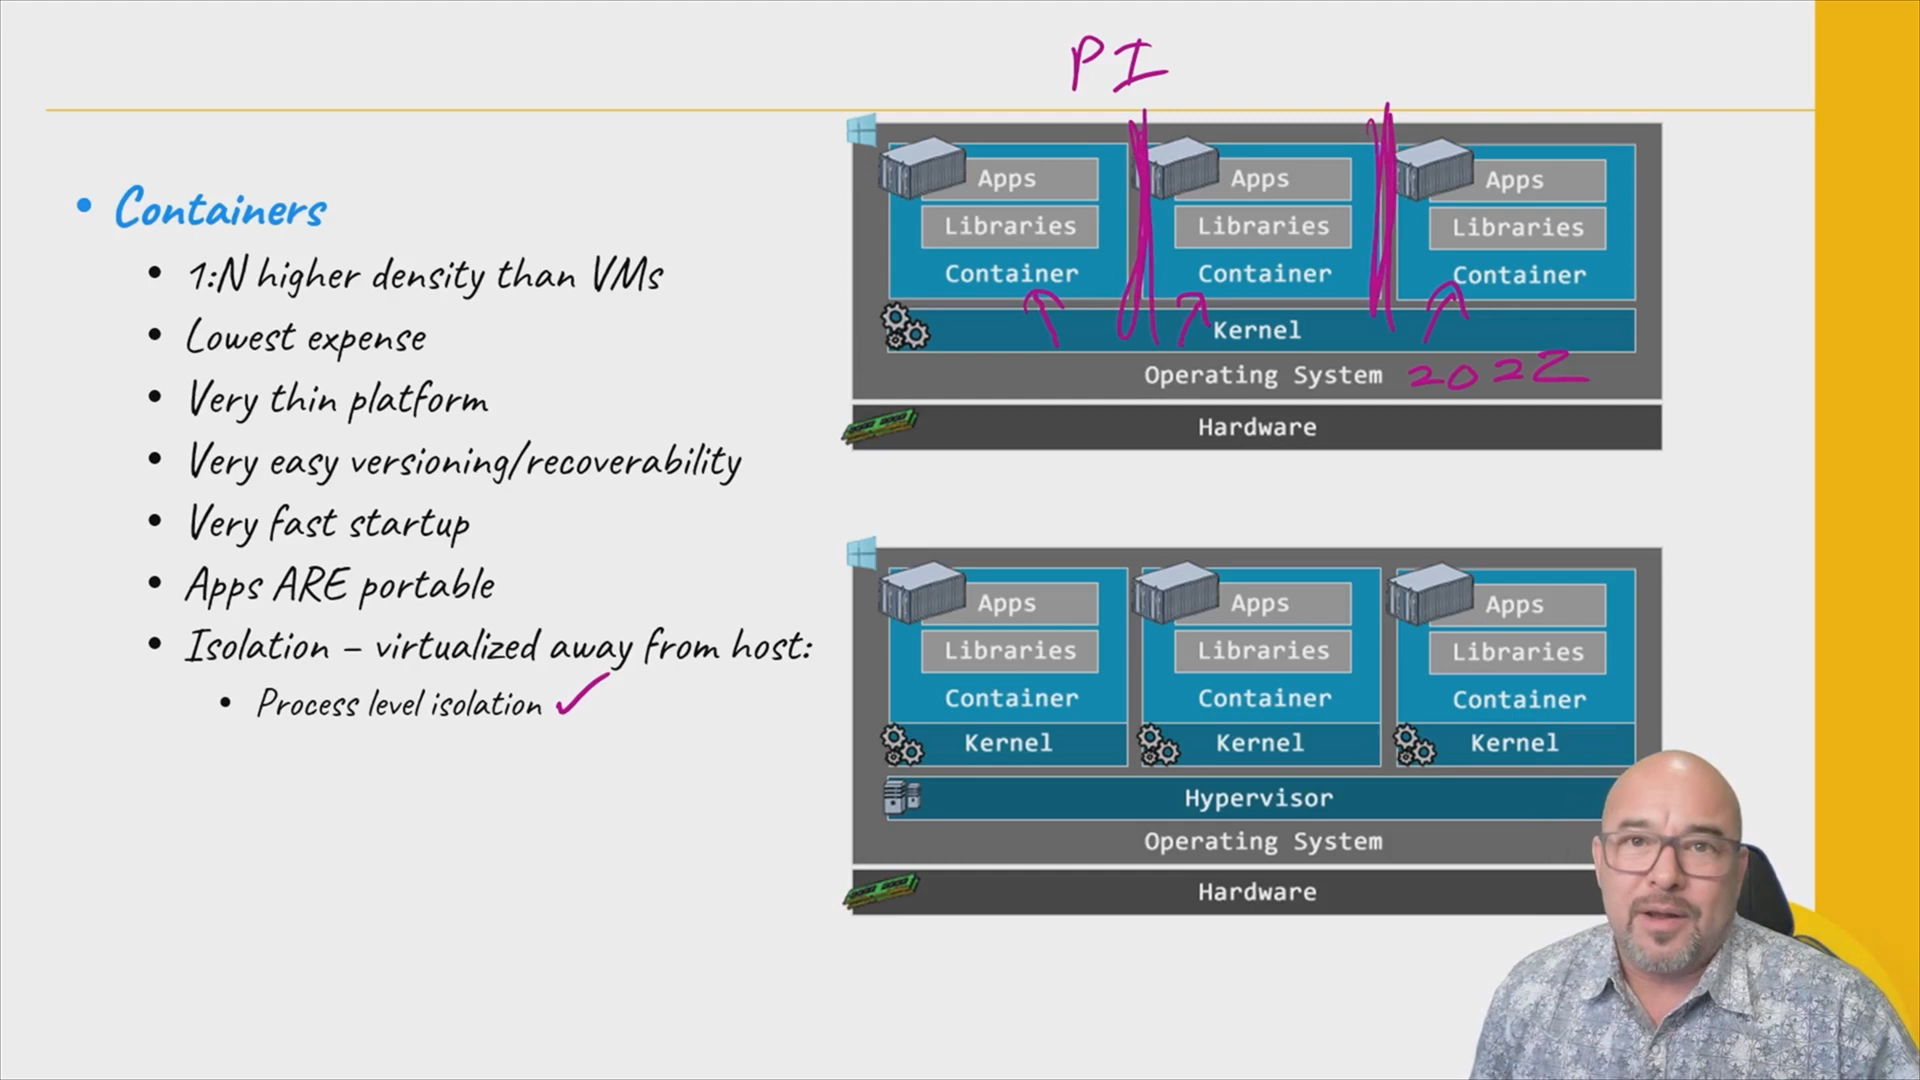 PI
• Containers
• 1:N higher density than VMs
• Lowest expense
• Very thin platform
• Very easy versioning/recoverability
• Very fast startup
• Apps ARE portable
• Isolation – virtualized away from host:
• Process level isolation ✓
Apps Apps Apps
Libraries Libraries Libraries
Container Container Container
Kernel
Operating System 2022
Hardware
Apps Apps Apps
Libraries Libraries Libraries
Container Container Container
Kernel Kernel Kernel
Hypervisor
Operating System
Hardware